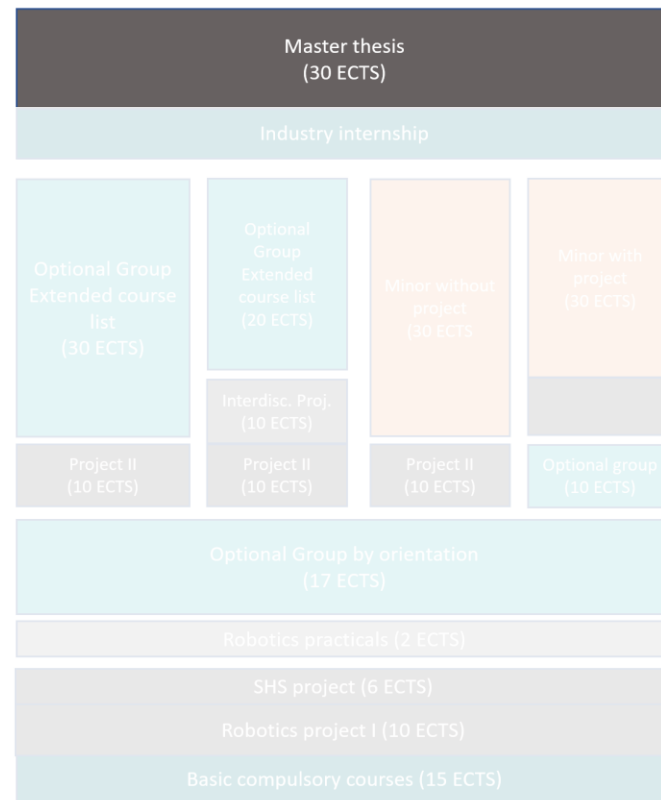 Master thesis
(30 ECTS)
Industry internship
Optional Group
Extended course
list
(30 ECTS)
Optional
Group
Extended
course list
(20 ECTS)
Interdisc. Proj.
(10 ECTS)
Minor without
project
(30 ECTS
Minor with
project
(30 ECTS)
Project II
(10 ECTS)
Project II
(10 ECTS)
Project II
(10 ECTS)
Optional group
(10 ECTS)
Optional Group by orientation
(17 ECTS)
Robotics practicals (2 ECTS)
SHS project (6 ECTS)
Robotics project I (10 ECTS)
Basic compulsory courses (15 ECTS)